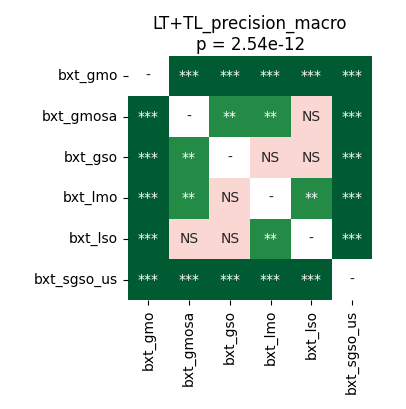 LT+TL_precision_macro
p = 2.54e-12
bxt_gmo - *** *** *** *** ***
bxt_gmosa *** - ** ** NS ***
bxt_gso *** ** - NS NS ***
bxt_lmo *** ** NS - ** ***
bxt_lso *** NS NS ** - ***
bxt_sgso_us *** *** *** *** *** -
bxt_gmo
bxt_gmosa
bxt_gso
bxt_lmo
bxt_lso
bxt_sgso_us